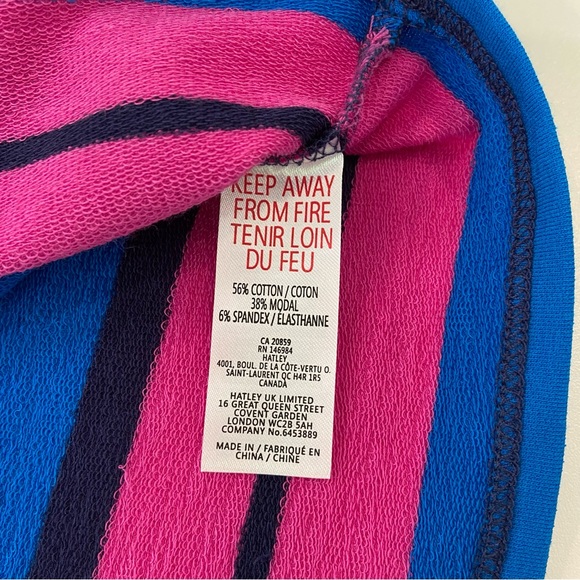 KEEP AWAY
FROM FIRE
TENIR LOIN
DU FEU
56% COTTON / COTON
38% MODAL
6% SPANDEX / ÉLASTHANNE
CA 20859
RN 146984
HATLEY
4001, BOUL. DE LA CÔTE-VERTU O.
SAINT-LAURENT QC H4R 1R5
CANADÁ
HATLEY UK LIMITED
16 GREAT QUEEN STREET
COVENT GARDEN
LONDON WC2B 5AH
COMPANY No.6453889
MADE IN / FABRIQUÉ EN
CHINA / CHINE